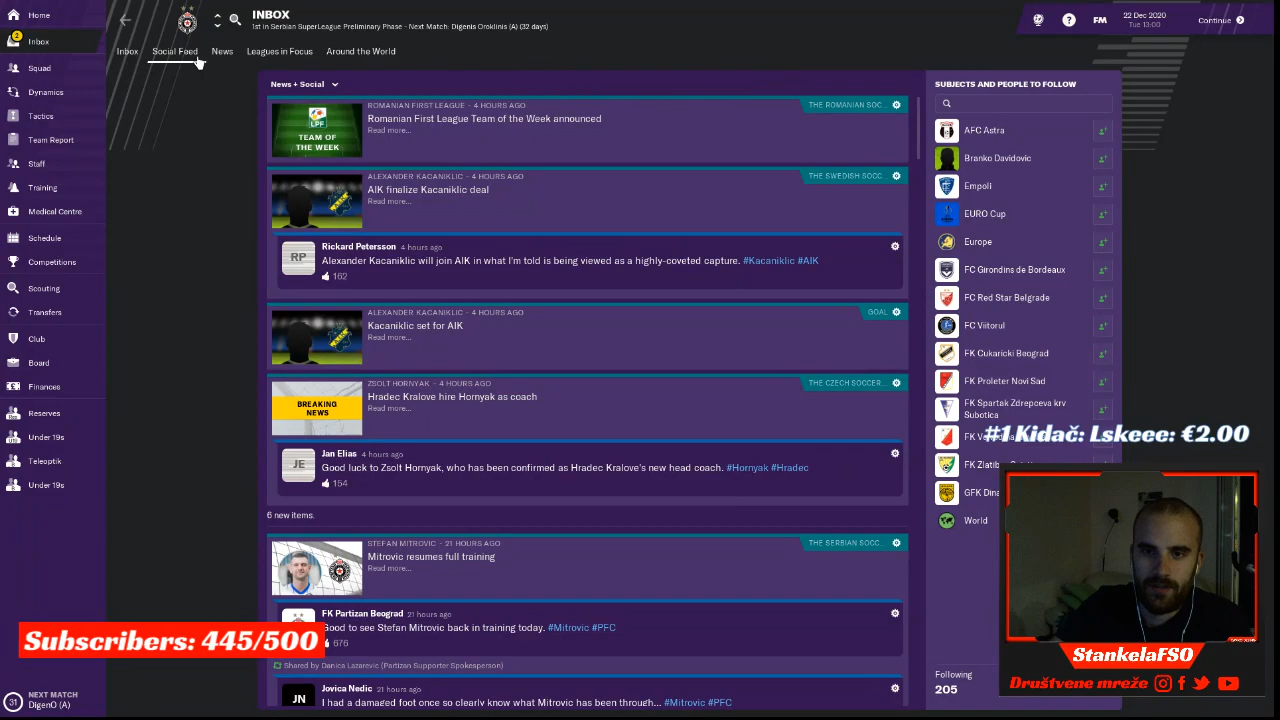 Home
2
Inbox
Squad
Dynamics
Tactics
Team Report
Staff
Training
Medical Centre
Schedule
Competitions
Scouting
Transfers
Club
Board
Finances
Reserves
Under 19s
Teleoptik
Under 19s
31
NEXT MATCH
DigenO (A)
INBOX
1st in Serbian SuperLeague Preliminary Phase - Next Match: Digenis Oroklinis (A) (32 days)
FM
22 Dec 2020
Tue 13:00
Continue
Inbox
Social Feed
News
Leagues in Focus
Around the World
News + Social
ROMANIAN FIRST LEAGUE - 4 HOURS AGO
THE ROMANIAN SOC...
LPF
TEAM OF
THE WEEK
Romanian First League Team of the Week announced
Read more...
ALEXANDER KACANIKLIC - 4 HOURS AGO
THE SWEDISH SOCC...
AIK finalize Kacaniklic deal
Read more...
RP
Rickard Petersson 4 hours ago
Alexander Kacaniklic will join AIK in what I'm told is being viewed as a highly-coveted capture. #Kacaniklic #AIK
162
ALEXANDER KACANIKLIC - 4 HOURS AGO
GOAL
Kacaniklic set for AIK
Read more...
ZSOLT HORNYAK - 4 HOURS AGO
THE CZECH SOCCER...
BREAKING
NEWS
Hradec Kralove hire Hornyak as coach
Read more...
JE
Jan Elias 4 hours ago
Good luck to Zsolt Hornyak, who has been confirmed as Hradec Kralove's new head coach. #Hornyak #Hradec
154
6 new items.
STEFAN MITROVIC - 21 HOURS AGO
THE SERBIAN SOCC...
Mitrovic resumes full training
Read more...
FK Partizan Beograd 21 hours ago
Good to see Stefan Mitrovic back in training today. #Mitrovic #PFC
676
Shared by Danica Lazarevic (Partizan Supporter Spokesperson)
JN
Jovica Nedic 21 hours ago
I had a damaged foot once so clearly know what Mitrovic has been through... #Mitrovic #PFC
SUBJECTS AND PEOPLE TO FOLLOW
AFC Astra
Branko Davidovic
Empoli
EURO Cup
Europe
FC Girondins de Bordeaux
FC Red Star Belgrade
FC Viitorul
FK Cukaricki Beograd
FK Proleter Novi Sad
FK Spartak Zdrepceva krv
Subotica
FK
FK
GFK
World
Following
205
#1 Kidač: Lskeee: €2.00
Subscribers: 445/500
StankelaFSO
Društvene mreže